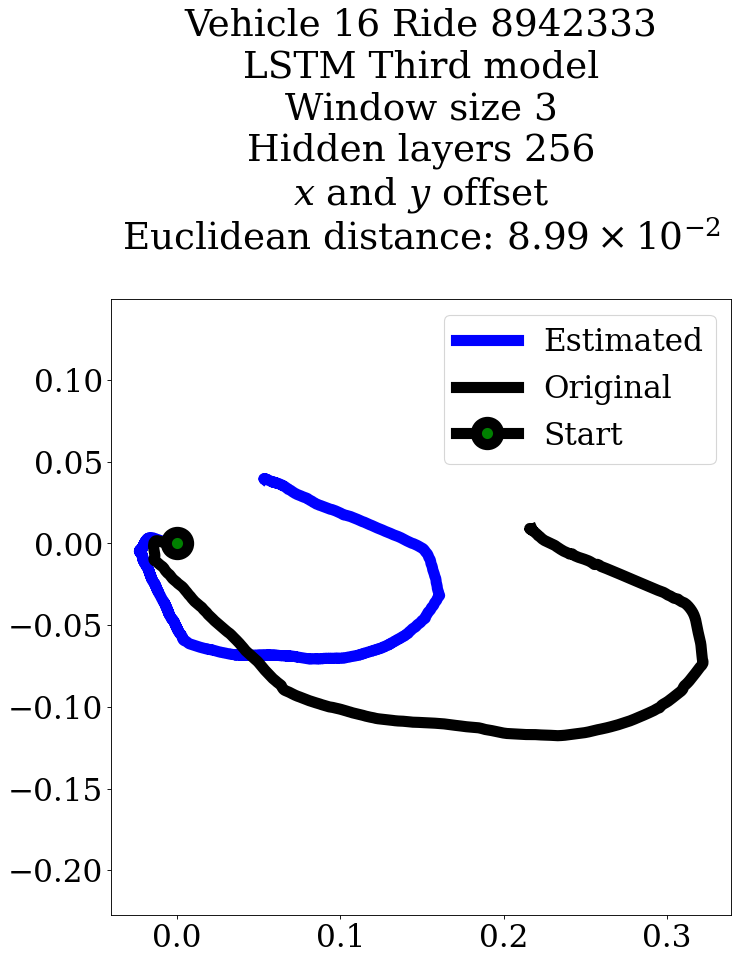 Vehicle 16 Ride 8942333
LSTM Third model
Window size 3
Hidden layers 256
x and y offset
Euclidean distance: 8.99 × 10⁻²
Estimated
Original
Start
0.10
0.05
0.00
−0.05
−0.10
−0.15
−0.20
0.0 0.1 0.2 0.3